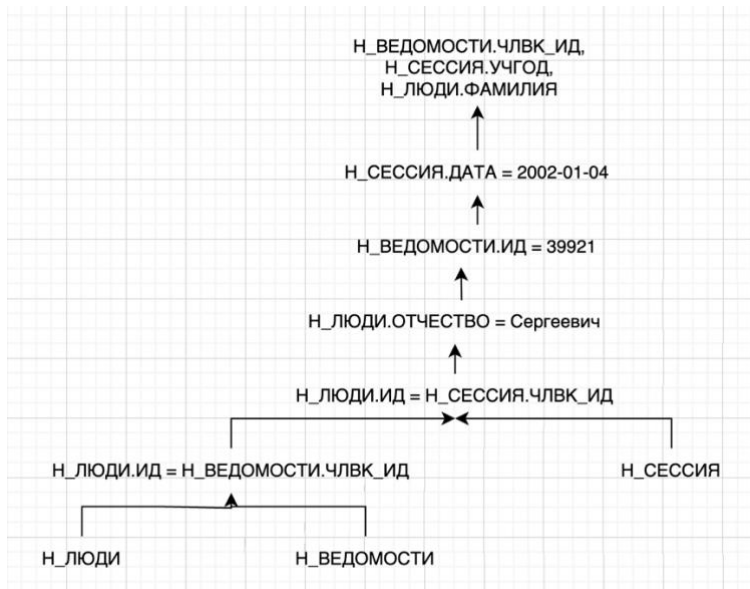 Н_ВЕДОМОСТИ.ЧЛВК_ИД,
Н_СЕССИЯ.УЧГОД,
Н_ЛЮДИ.ФАМИЛИЯ
Н_СЕССИЯ.ДАТА = 2002-01-04
Н_ВЕДОМОСТИ.ИД = 39921
Н_ЛЮДИ.ОТЧЕСТВО = Сергеевич
Н_ЛЮДИ.ИД = Н_СЕССИЯ.ЧЛВК_ИД
Н_ЛЮДИ.ИД = Н_ВЕДОМОСТИ.ЧЛВК_ИД
Н_СЕССИЯ
Н_ЛЮДИ
Н_ВЕДОМОСТИ